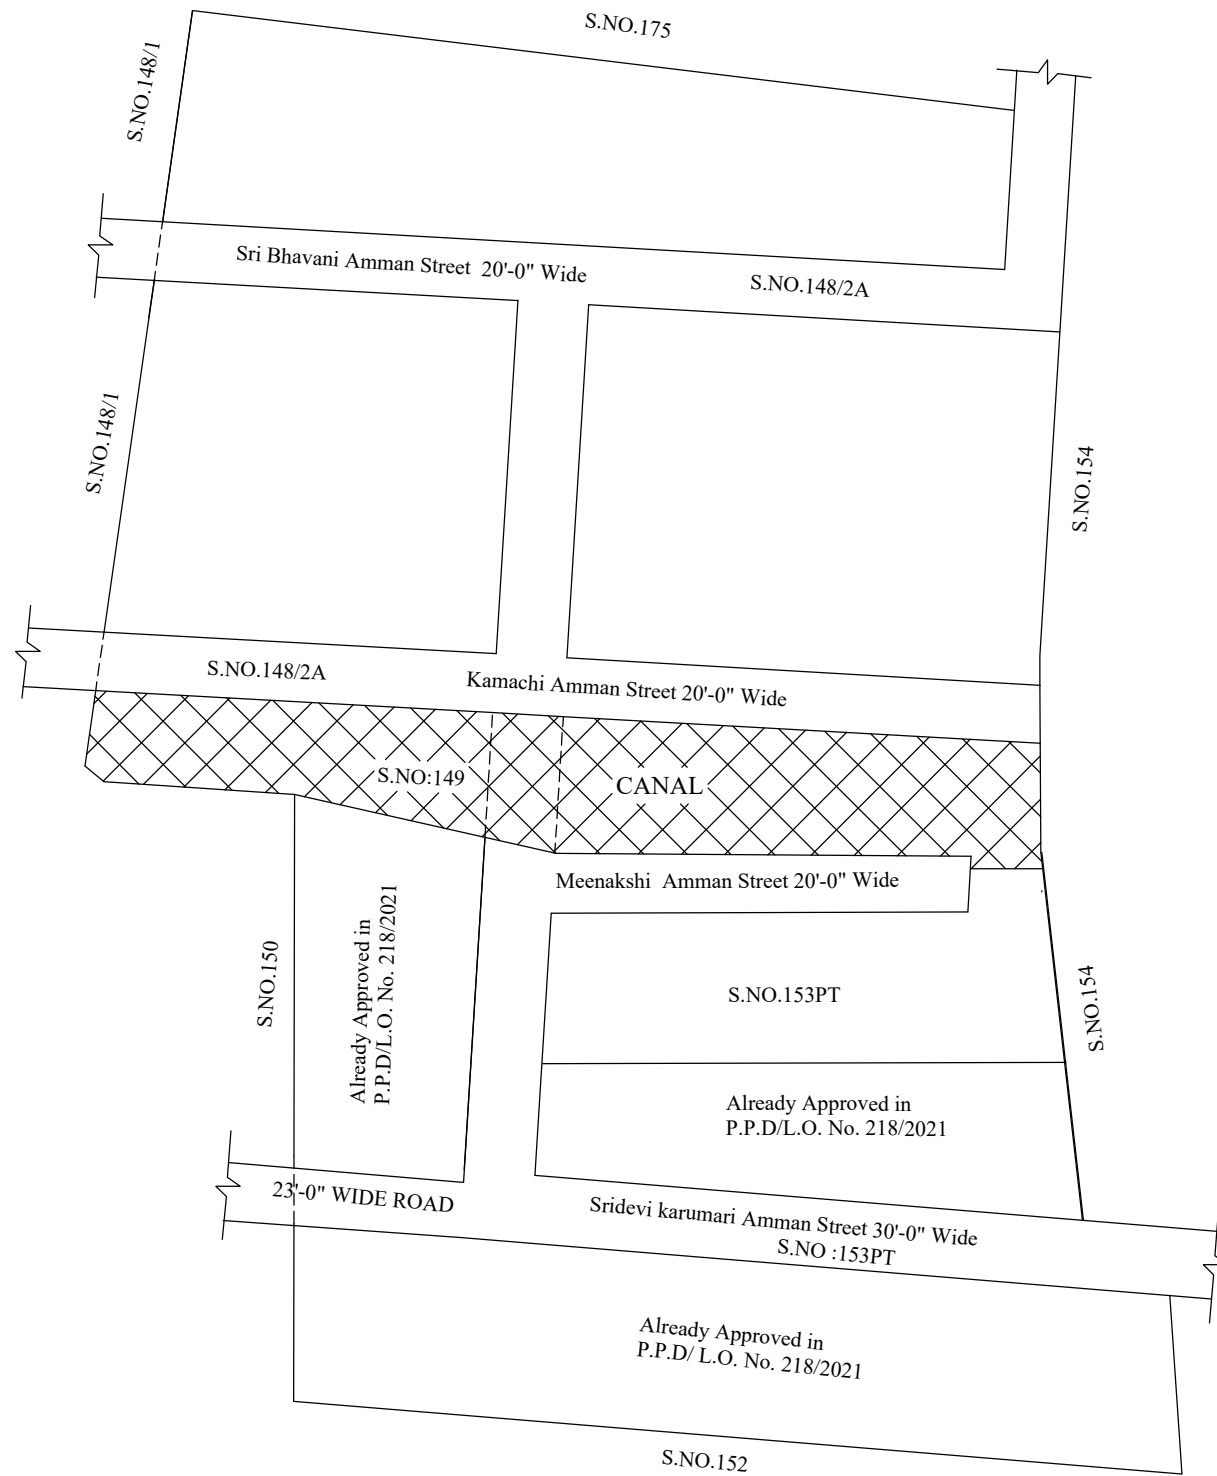 S.NO.175
S.NO.148/1
Sri Bhavani Amman Street  20'-0" Wide
S.NO.148/2A
S.NO.148/1
S.NO.154
S.NO.148/2A
Kamachi Amman Street 20'-0" Wide
S.NO:149
CANAL
Meenakshi  Amman Street 20'-0" Wide
Already Approved in
P.P.D/L.O. No. 218/2021
S.NO.150
S.NO.153PT
S.NO.154
Already Approved in
P.P.D/L.O. No. 218/2021
23'-0" WIDE ROAD
Sridevi karumari Amman Street 30'-0" Wide
S.NO :153PT
Already Approved in
P.P.D/ L.O. No. 218/2021
S.NO.152